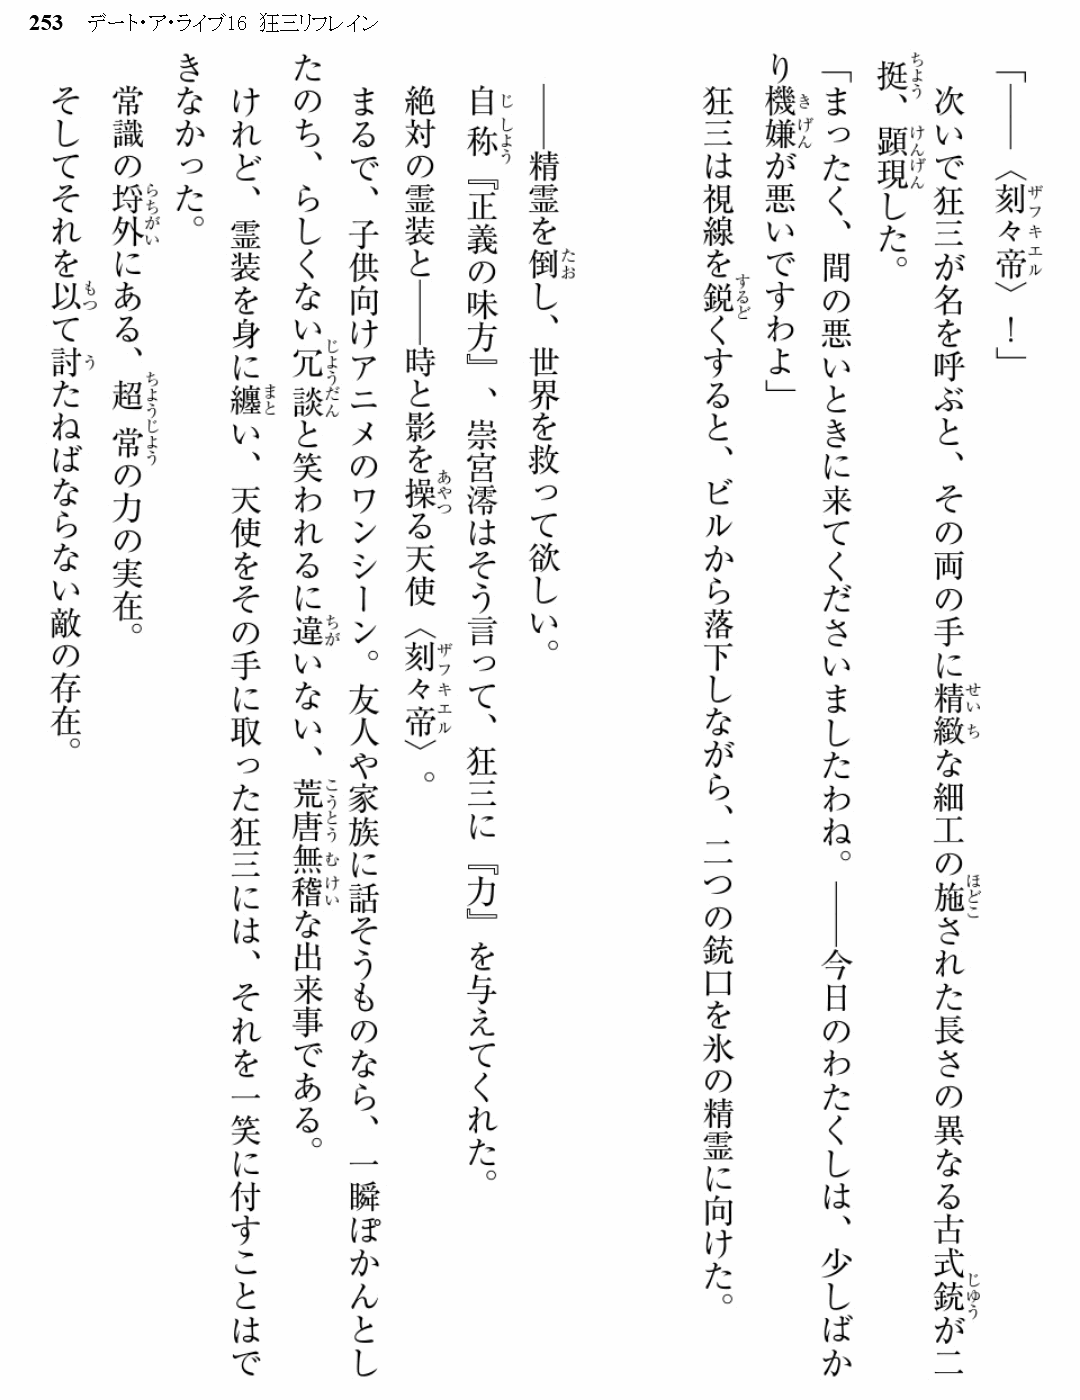 253 デート・ア・ライブ16 狂三リフレイン
「――〈刻々帝〉！」
次いで狂三が名を呼ぶと、その両の手に精緻な細工の施された長さの異なる古式銃が二
挺、顕現した。
「まったく、間の悪いときに来てくださいましたわね。――今日のわたくしは、少しばか
り機嫌が悪いですわよ」
狂三は視線を鋭くすると、ビルから落下しながら、二つの銃口を氷の精霊に向けた。
――精霊を倒し、世界を救って欲しい。
自称『正義の味方』、崇宮澪はそう言って、狂三に『力』を与えてくれた。
絶対の霊装と――時と影を操る天使〈刻々帝〉。
まるで、子供向けアニメのワンシーン。友人や家族に話そうものなら、一瞬ぽかんとし
たのち、らしくない冗談と笑われるに違いない、荒唐無稽な出来事である。
けれど、霊装を身に纏い、天使をその手に取った狂三には、それを一笑に付すことはで
きなかった。
常識の埒外にある、超常の力の実在。
そしてそれを以て討たねばならない敵の存在。